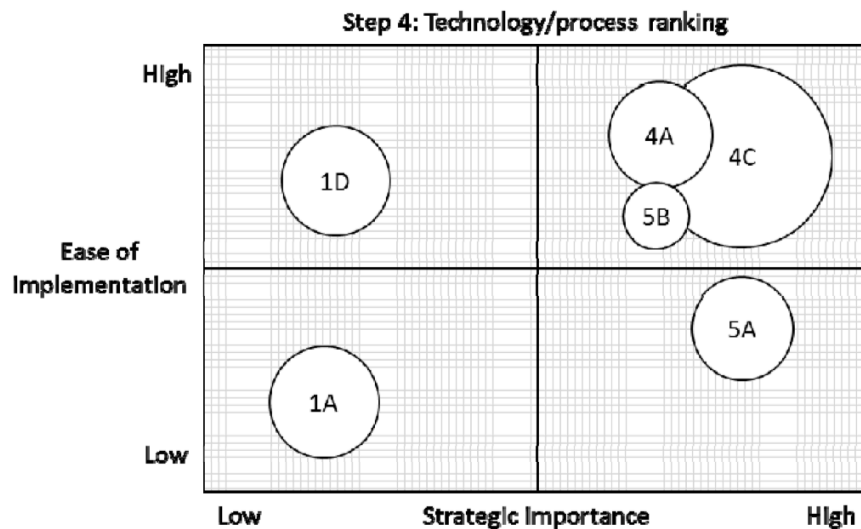 Step 4: Technology/process ranking
High
4A
4C
1D
5B
Ease of
Implementation
5A
1A
Low
Low Strategic Importance High